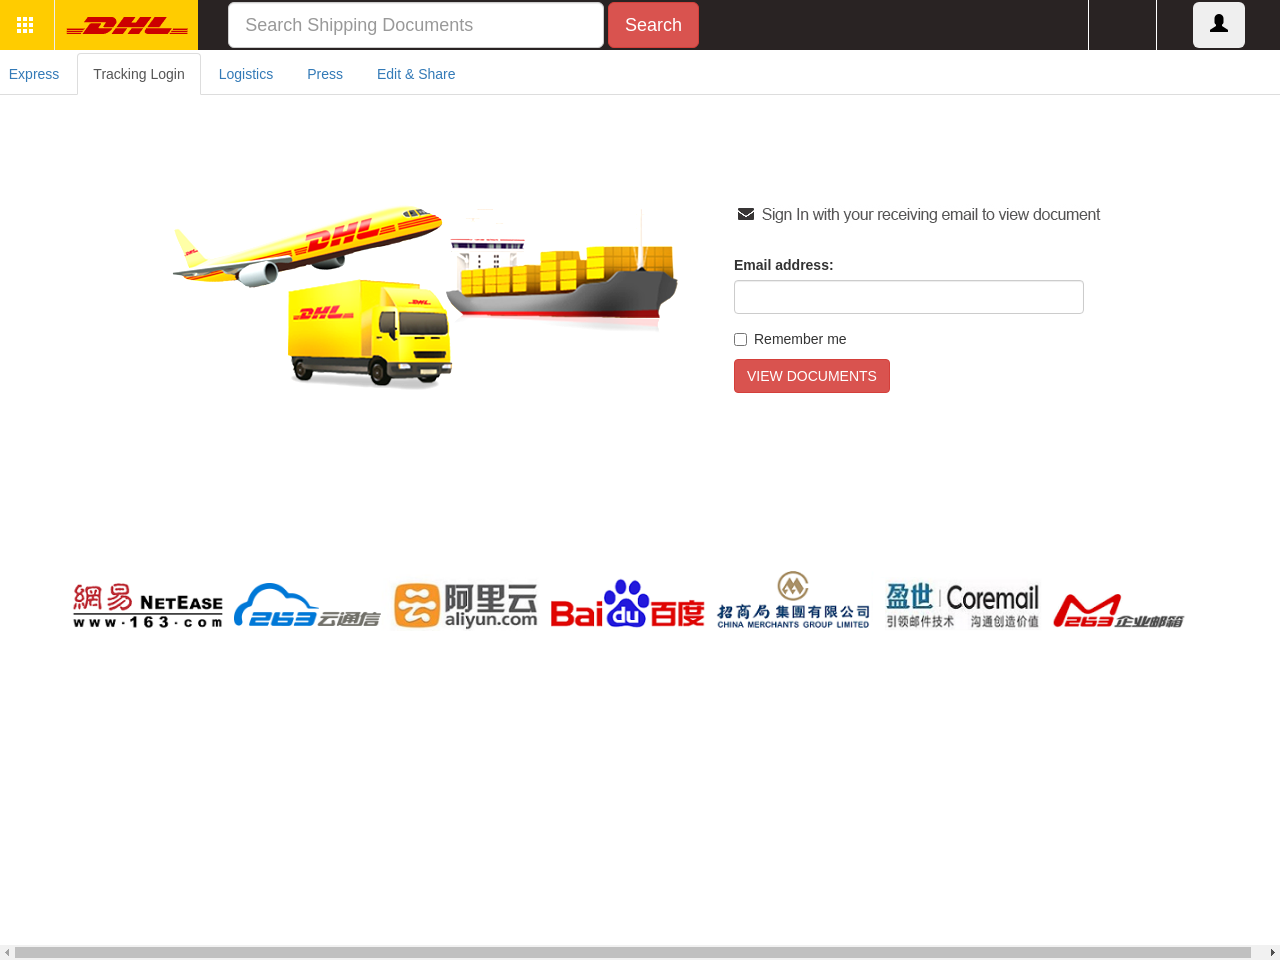 DHL
Search Shipping Documents
Search
Express
Tracking Login
Logistics
Press
Edit & Share
DHL
DHL
DHL
Sign In with your receiving email to view document
Email address:
Remember me
VIEW DOCUMENTS
網易 NETEASE
www.163.com
263云通信
阿里云
aliyun.com
Bai du 百度
招商局集團有限公司
CHINA MERCHANTS GROUP LIMITED
盈世 Coremail
引领邮件技术 沟通创造价值
263企业邮箱